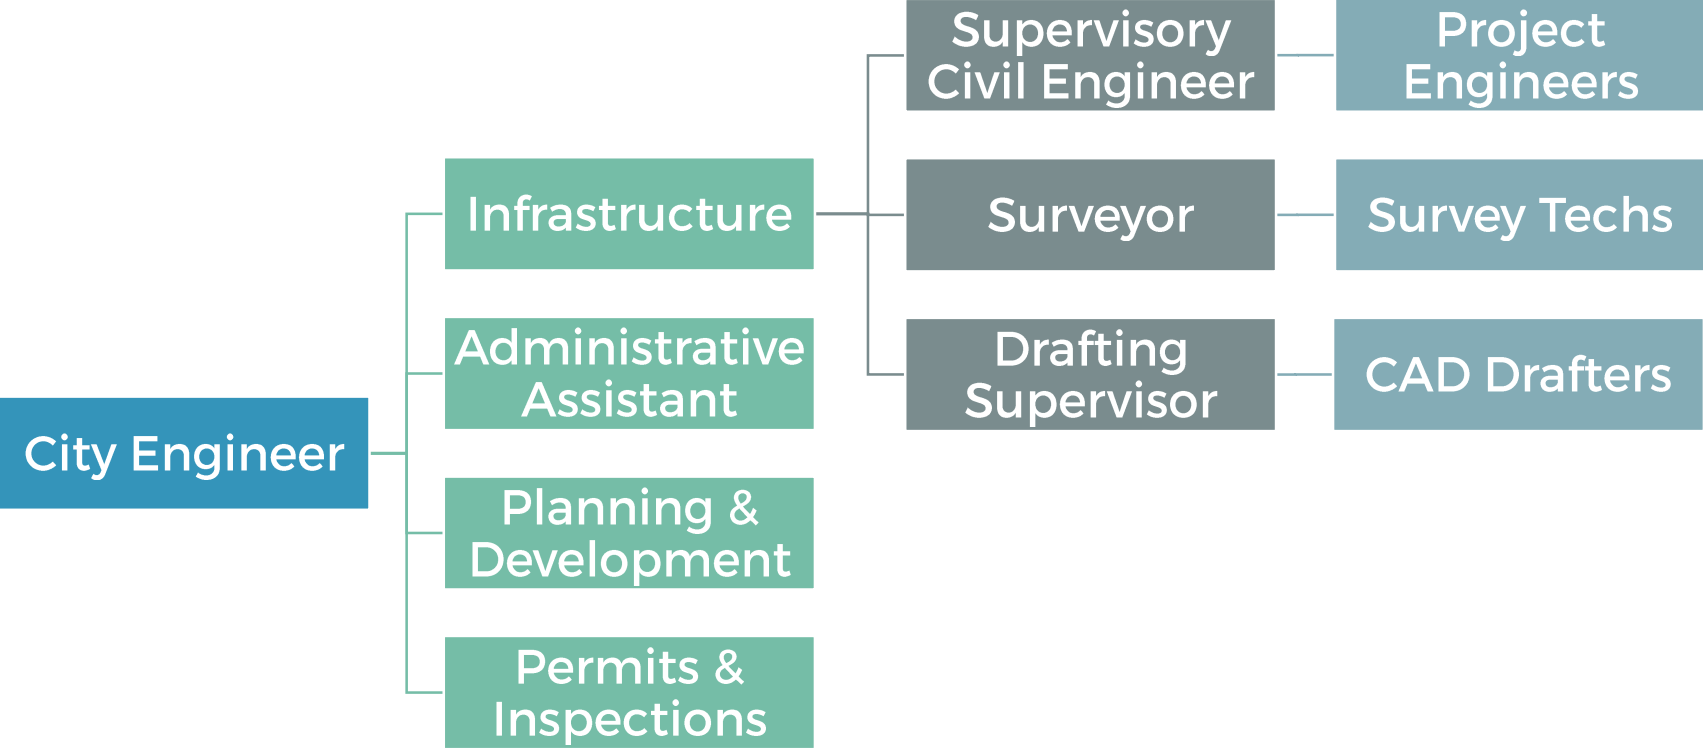 Supervisory
Civil Engineer
Project
Engineers
Infrastructure
Surveyor
Survey Techs
Administrative
Assistant
Drafting
Supervisor
CAD Drafters
City Engineer
Planning &
Development
Permits &
Inspections